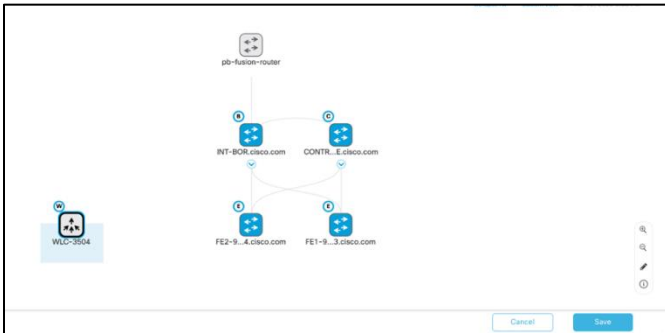 pb-fusion-router
B
C
INT-BOR.cisco.com
CONTR...E.cisco.com
W
E
E
WLC-3504
FE2-9...4.cisco.com
FE1-9...3.cisco.com
Cancel
Save